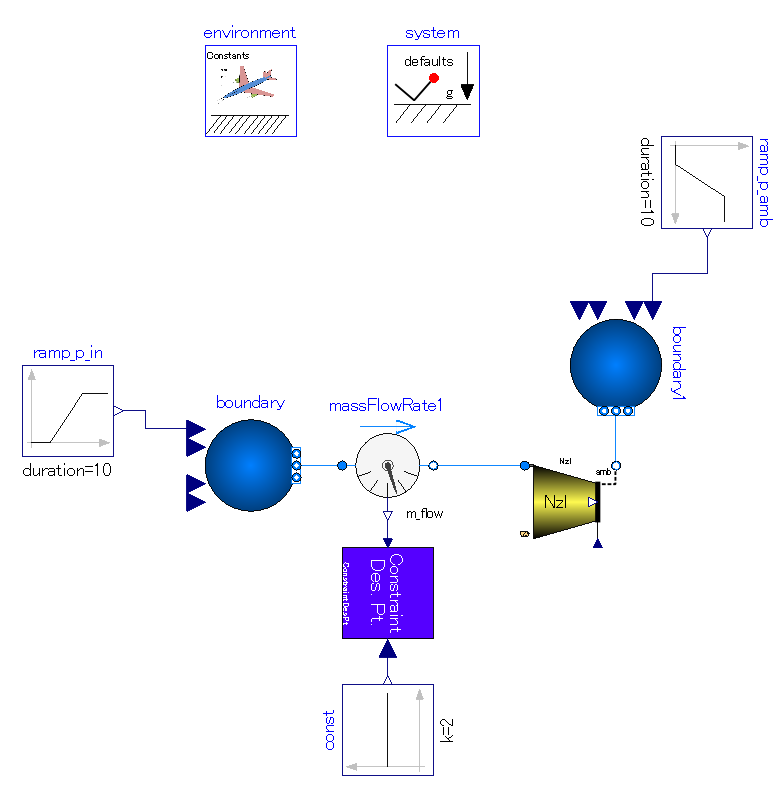 environment
system
Constants
defaults
g
ramp_p_amb
duration=10
boundary1
ramp_p_in
duration=10
boundary
massFlowRate1
m_flow
Nzl
amb
Nzl
Constraint
Des. Pt.
ConstraintDesPt
const
k=2